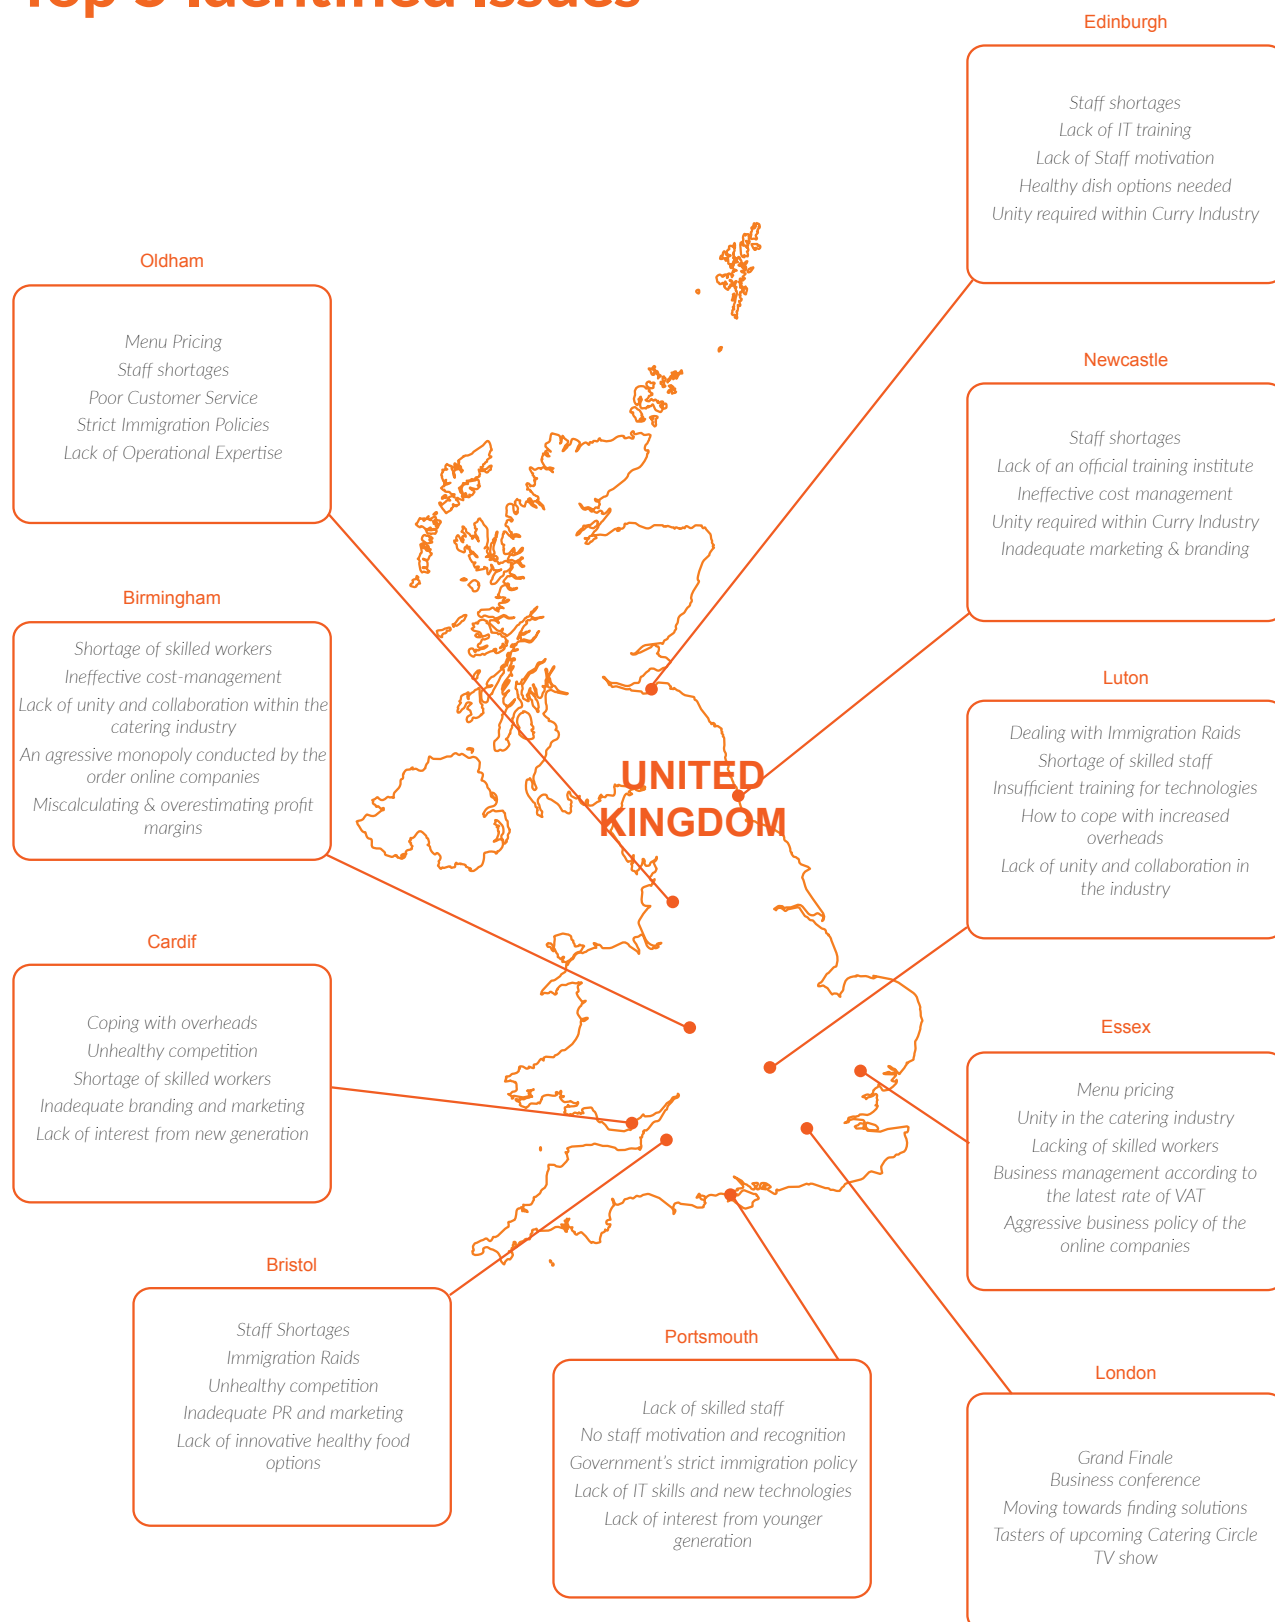 Top 5 Identified Issues
Edinburgh
Staff shortages
Lack of IT training
Lack of Staff motivation
Healthy dish options needed
Unity required within Curry Industry
Oldham
Menu Pricing
Staff shortages
Poor Customer Service
Strict Immigration Policies
Lack of Operational Expertise
Newcastle
Staff shortages
Lack of an official training institute
Ineffective cost management
Unity required within Curry Industry
Inadequate marketing & branding
Birmingham
Shortage of skilled workers
Ineffective cost-management
Lack of unity and collaboration within the
catering industry
An agressive monopoly conducted by the
order online companies
Miscalculating & overestimating profit
margins
Luton
Dealing with Immigration Raids
Shortage of skilled staff
Insufficient training for technologies
How to cope with increased
overheads
Lack of unity and collaboration in
the industry
UNITED
KINGDOM
Cardif
Coping with overheads
Unhealthy competition
Shortage of skilled workers
Inadequate branding and marketing
Lack of interest from new generation
Essex
Menu pricing
Unity in the catering industry
Lacking of skilled workers
Business management according to
the latest rate of VAT
Aggressive business policy of the
online companies
Bristol
Staff Shortages
Immigration Raids
Unhealthy competition
Inadequate PR and marketing
Lack of innovative healthy food
options
Portsmouth
Lack of skilled staff
No staff motivation and recognition
Government's strict immigration policy
Lack of IT skills and new technologies
Lack of interest from younger
generation
London
Grand Finale
Business conference
Moving towards finding solutions
Tasters of upcoming Catering Circle
TV show